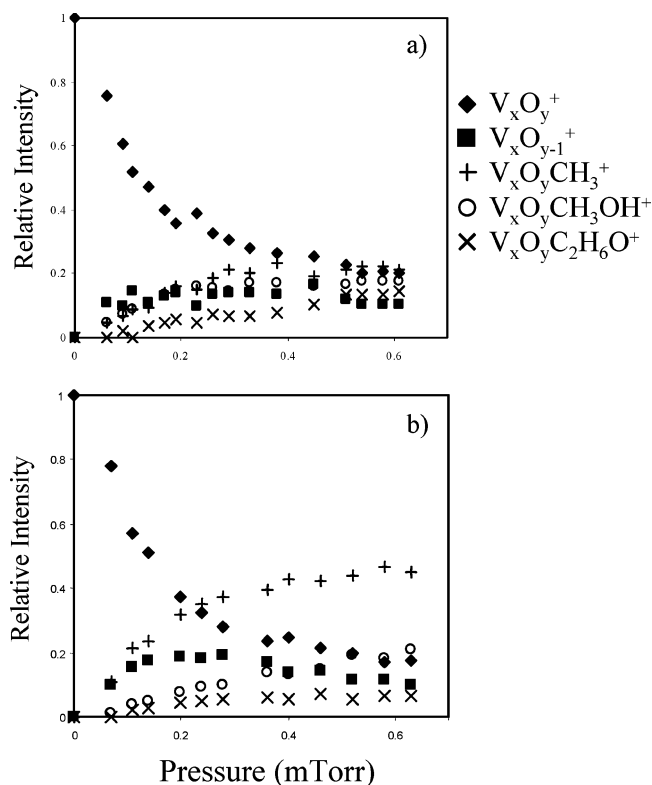 a)
1
0.8
0.6
0.4
0.2
0
0 0.2 0.4 0.6
Relative Intensity
VxOy+
VxOy-1+
VxOyCH3+
VxOyCH3OH+
VxOyC2H6O+
b)
1
0.8
0.6
0.4
0.2
0
0 0.2 0.4 0.6
Relative Intensity
Pressure (mTorr)